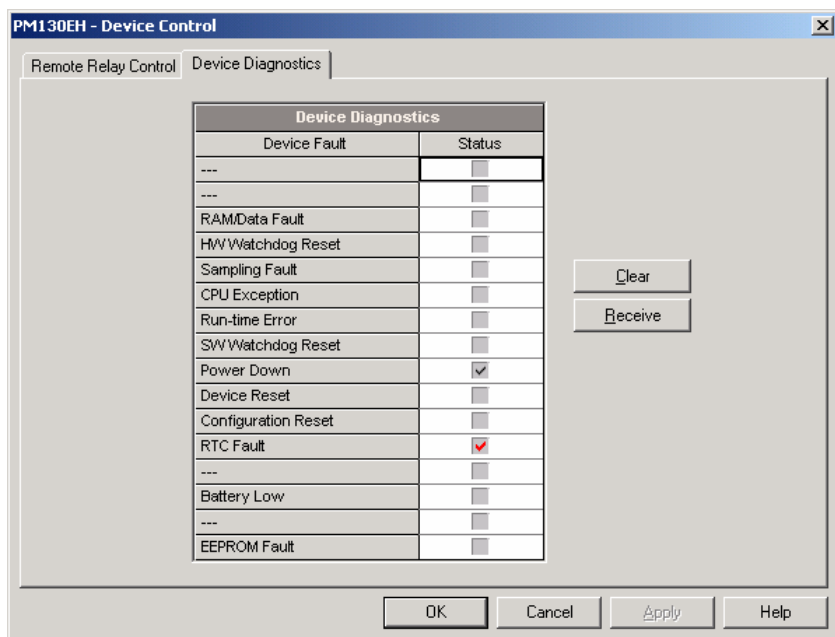 PM130EH - Device Control
Remote Relay Control
Device Diagnostics
Device Diagnostics
Device Fault Status
---
---
RAM/Data Fault
HW Watchdog Reset
Sampling Fault
CPU Exception
Run-time Error
SW Watchdog Reset
Power Down
Device Reset
Configuration Reset
RTC Fault
---
Battery Low
---
EEPROM Fault
Clear
Receive
OK Cancel Apply Help